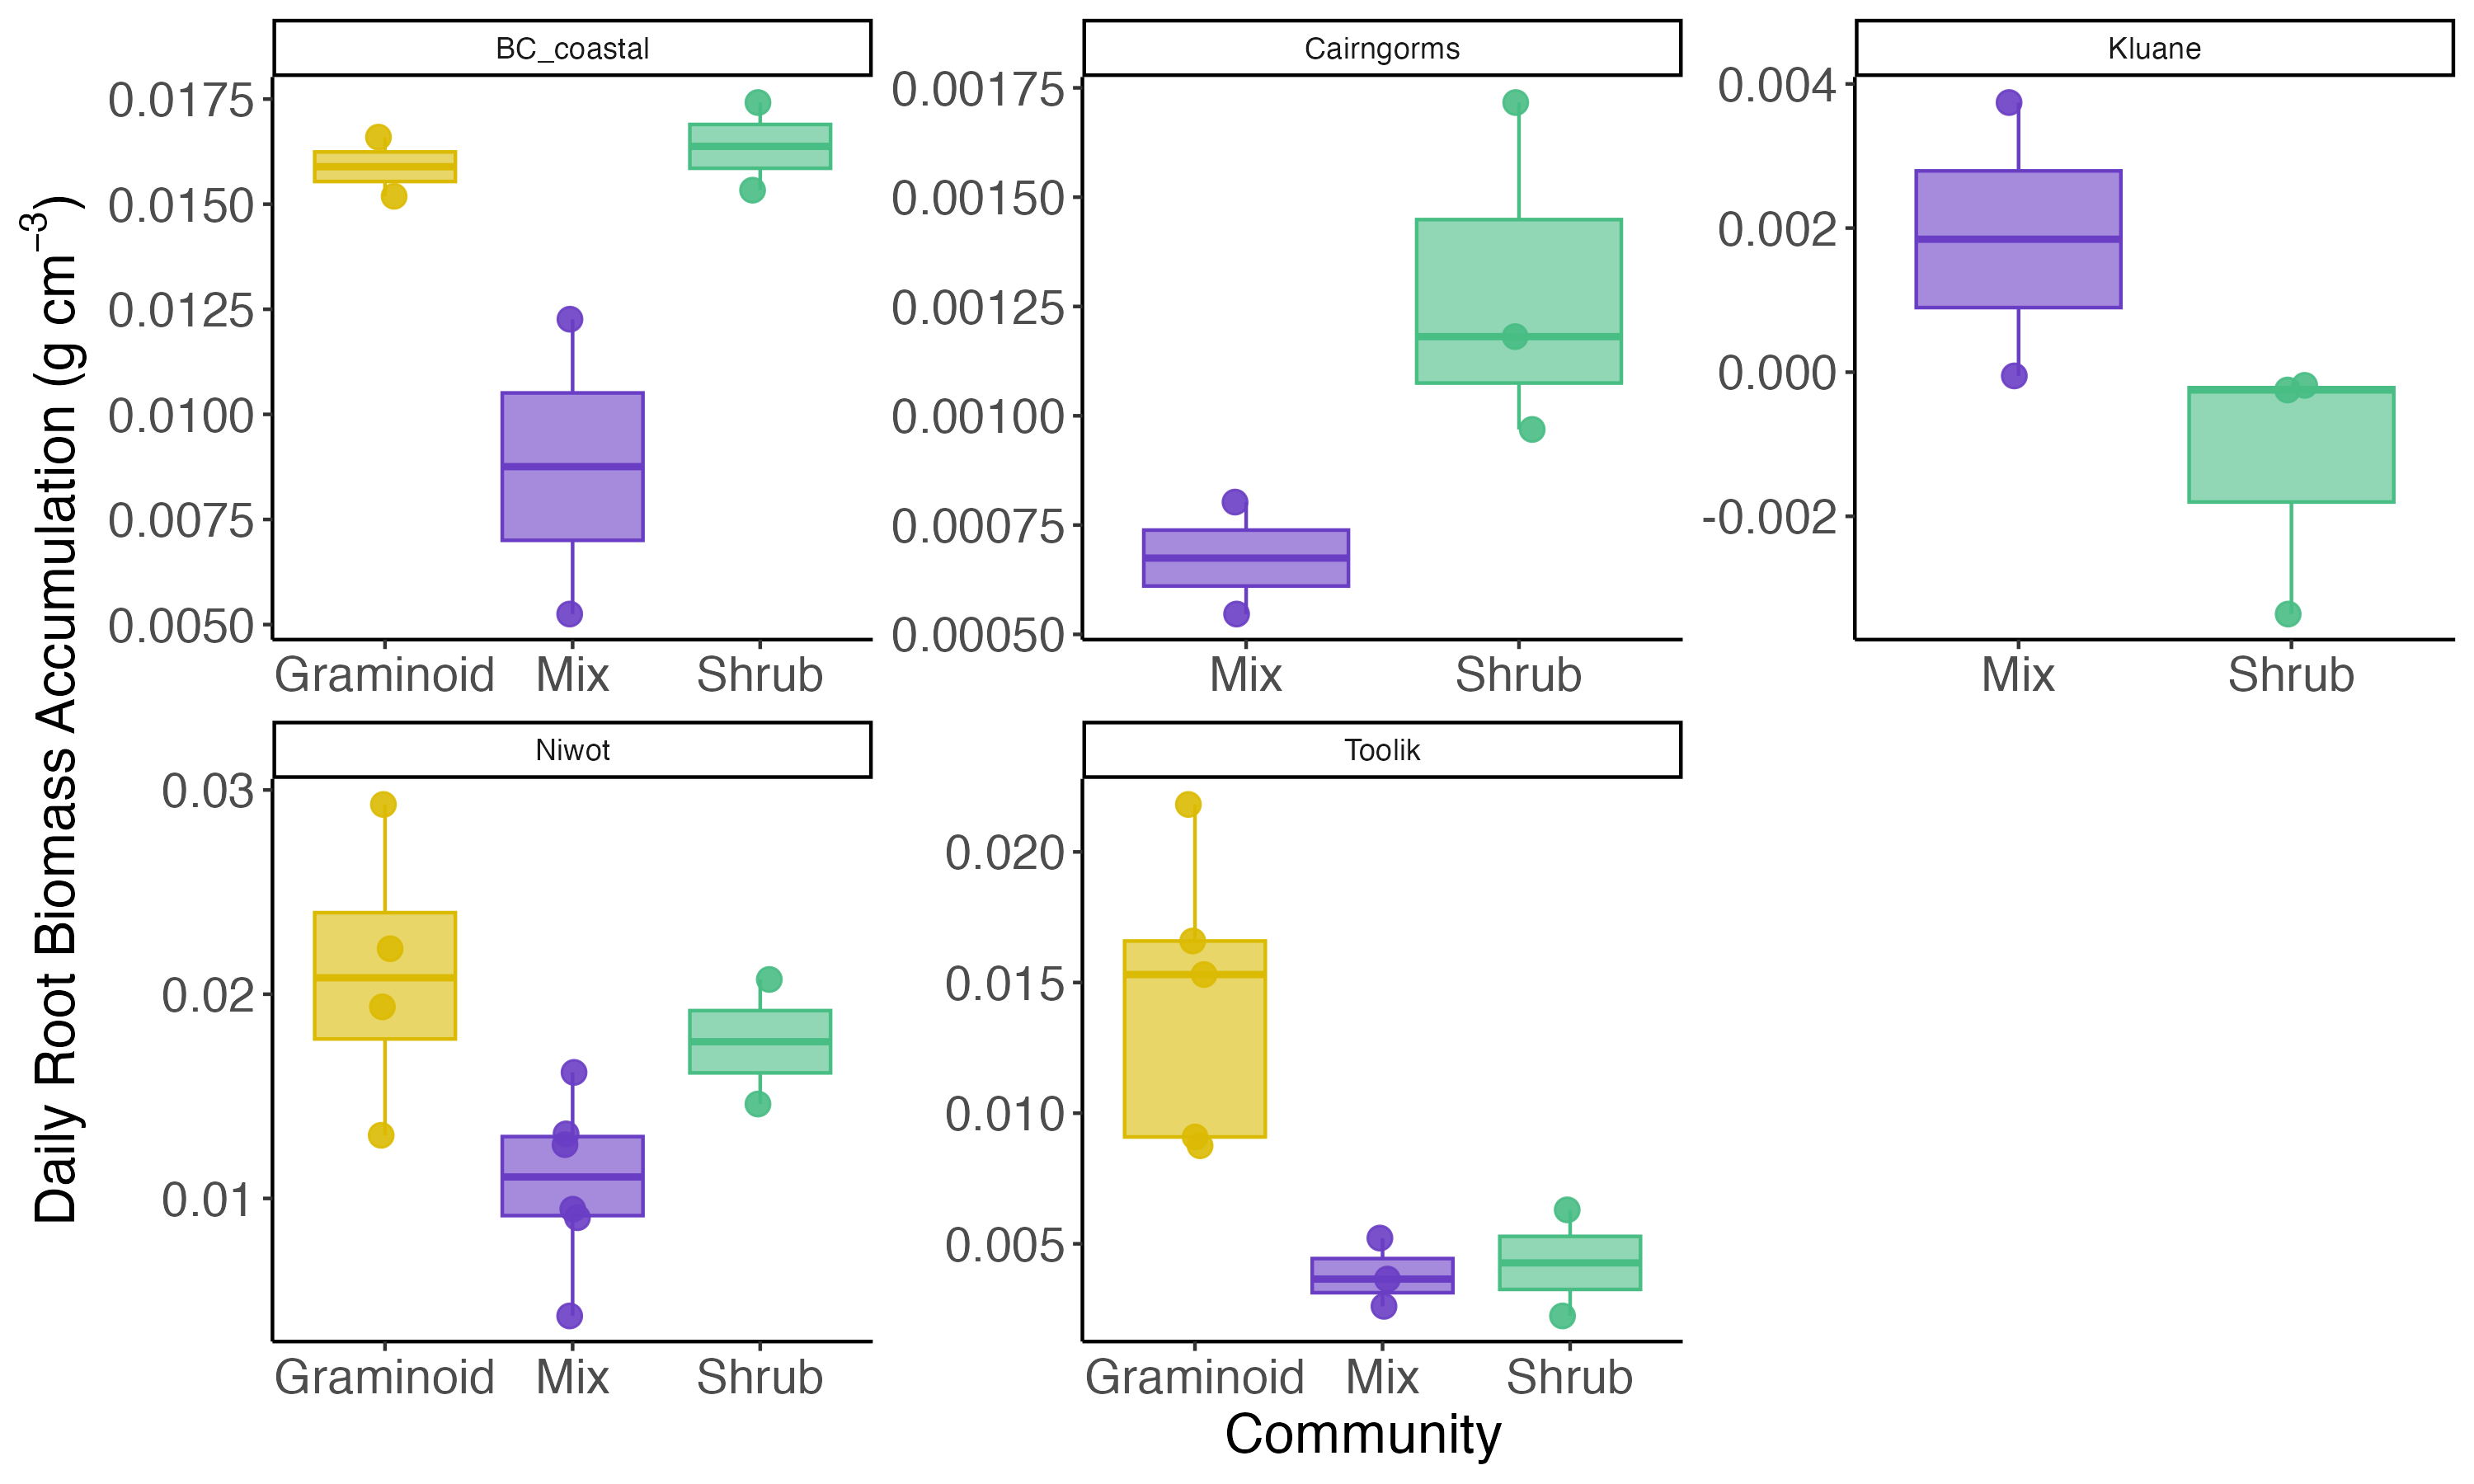 Daily Root Biomass Accumulation (g cm⁻³)
BC_coastal
0.0175
0.0150
0.0125
0.0100
0.0075
0.0050
Graminoid Mix Shrub
Cairngorms
0.00175
0.00150
0.00125
0.00100
0.00075
0.00050
Mix Shrub
Kluane
0.004
0.002
0.000
-0.002
Mix Shrub
Niwot
0.03
0.02
0.01
Graminoid Mix Shrub
Toolik
0.020
0.015
0.010
0.005
Graminoid Mix Shrub
Community